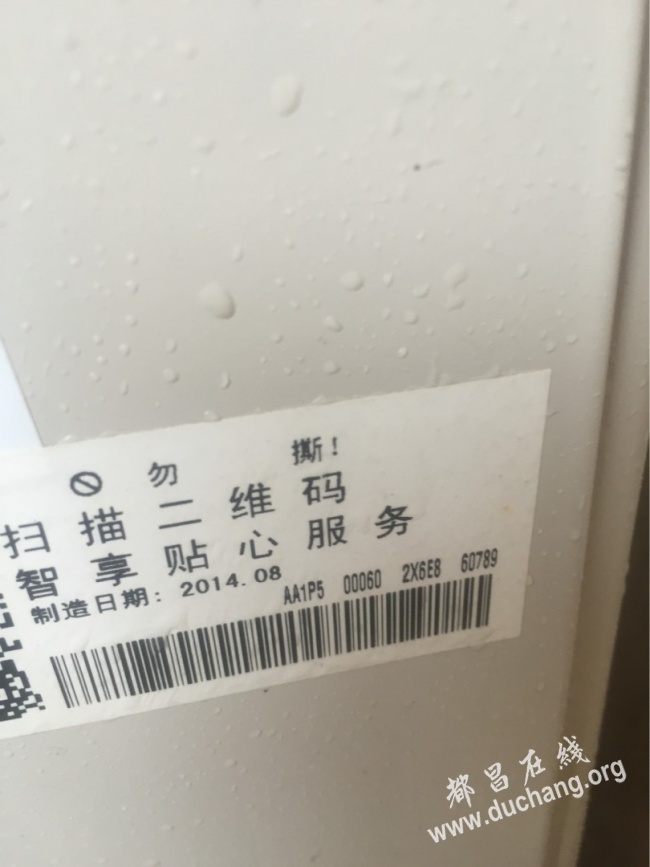 勿 撕！
扫描二维码
智享贴心服务
制造日期：2014.08
AA1P5 00060 2X6E8 60789
都昌在線
www.duchang.org